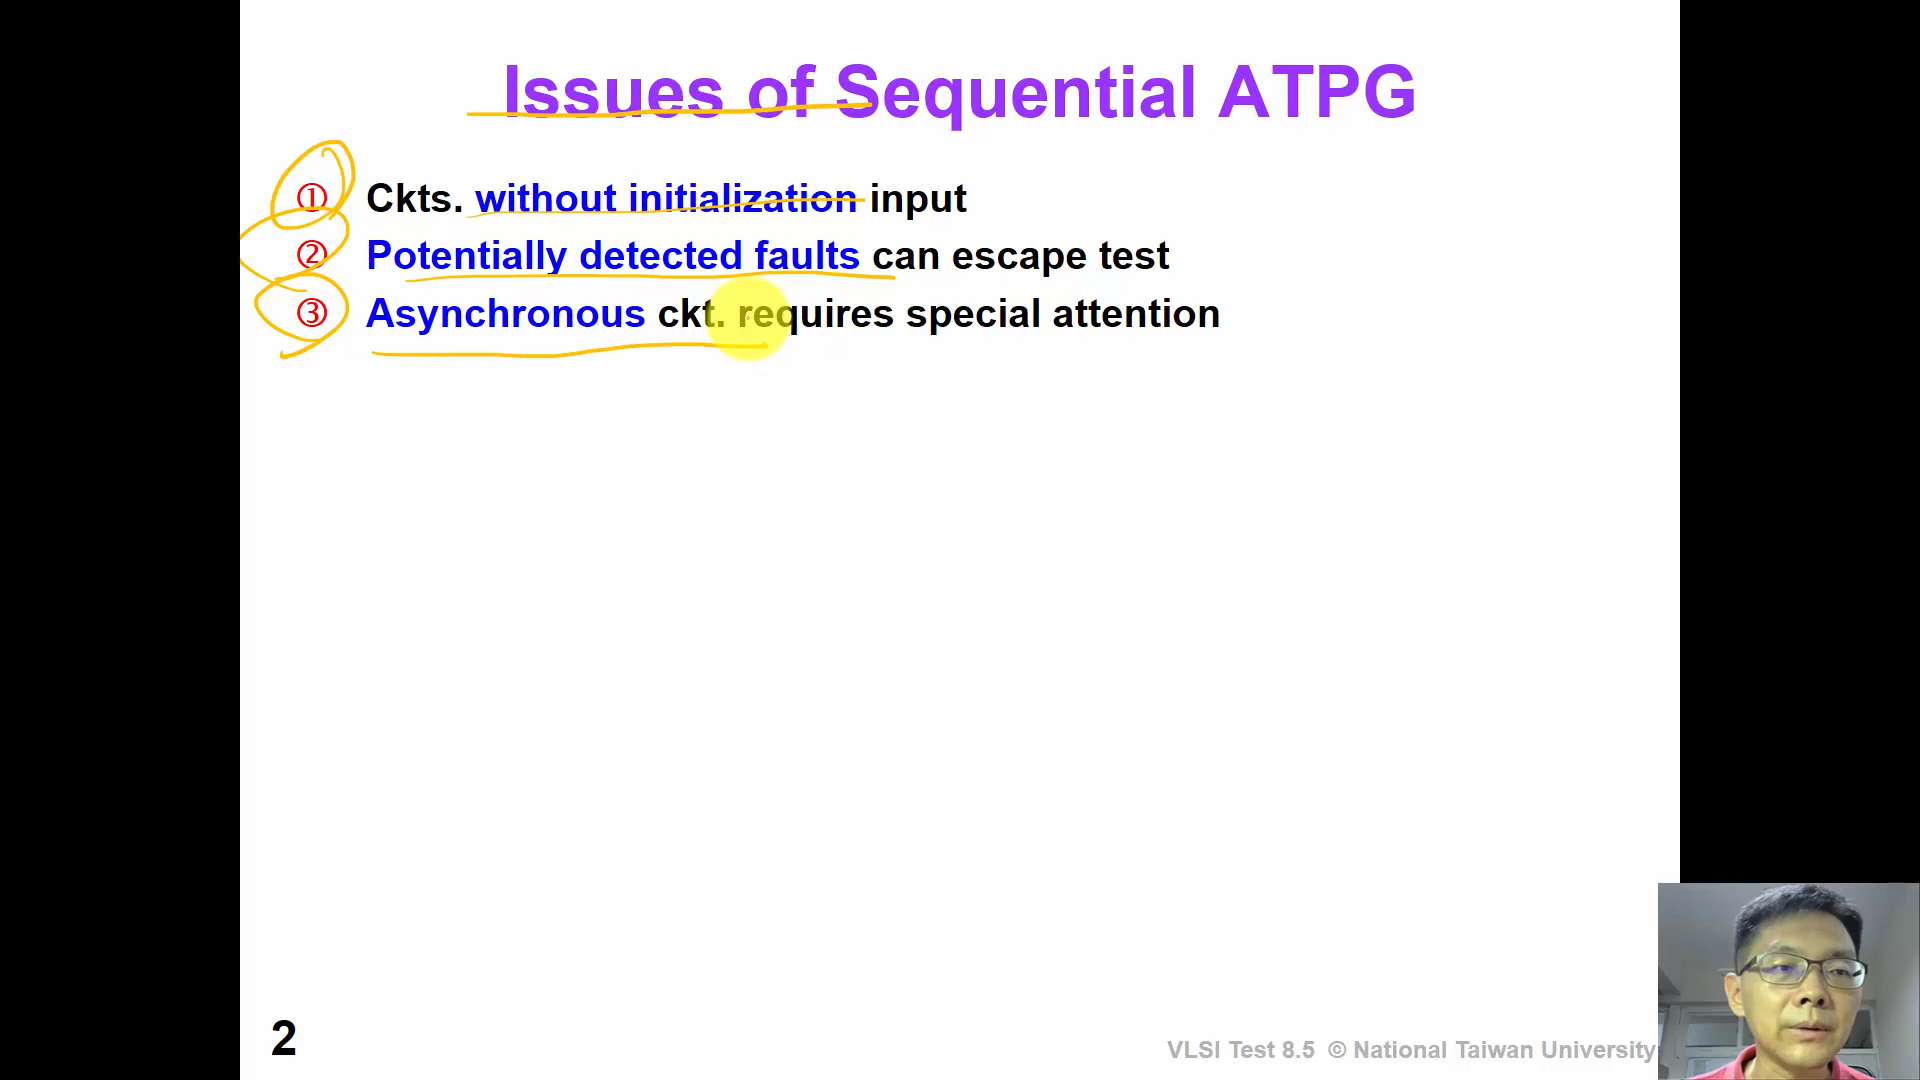 Issues of Sequential ATPG
① Ckts. without initialization input
② Potentially detected faults can escape test
③ Asynchronous ckt. requires special attention
2
VLSI Test 8.5 © National Taiwan University